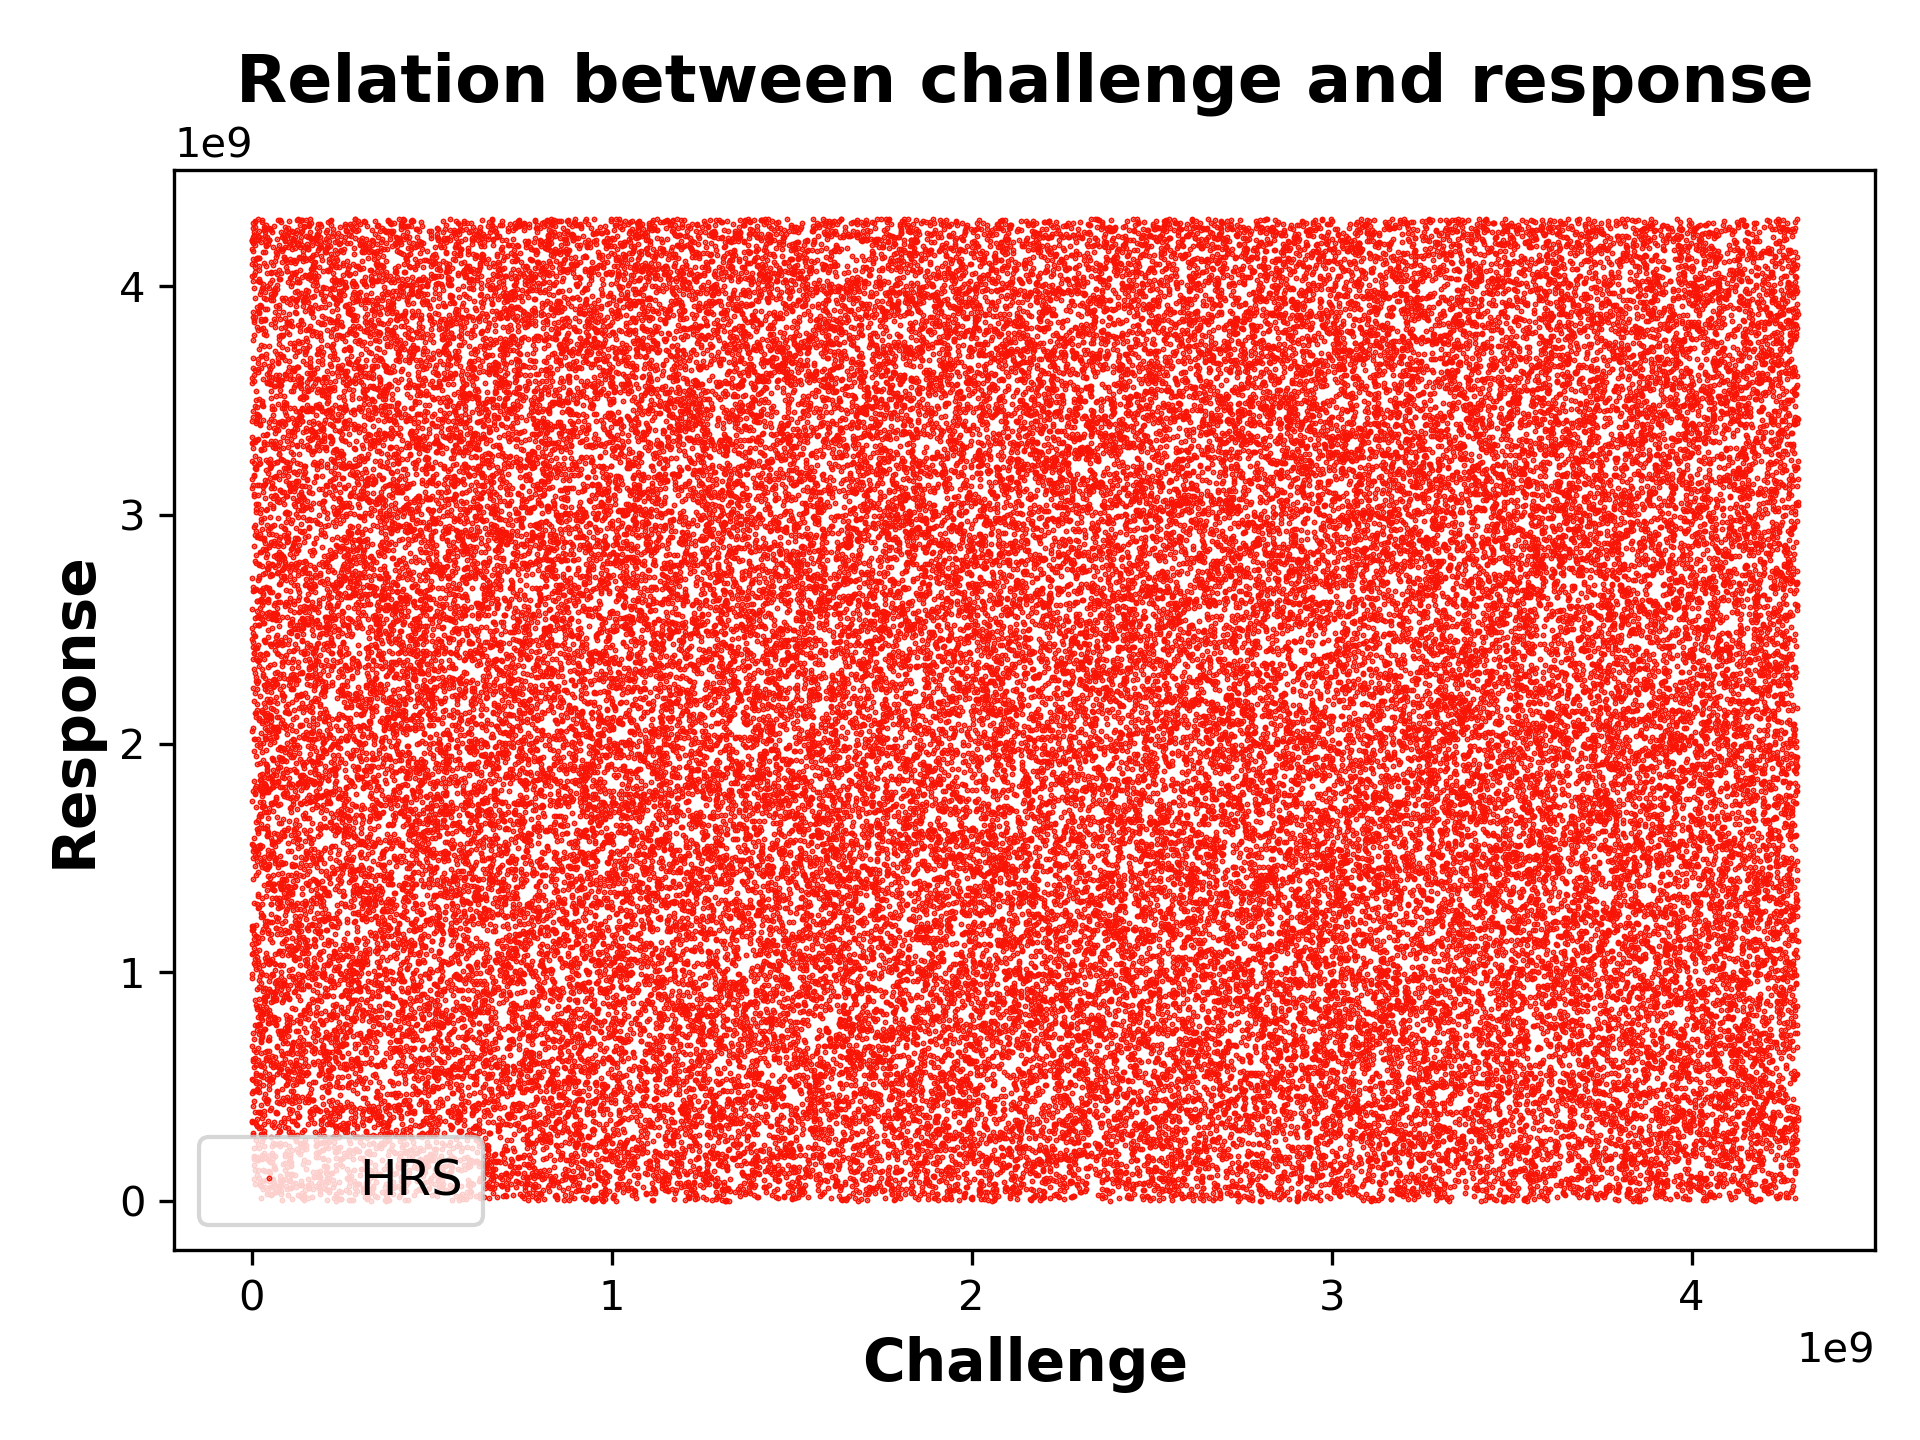 Relation between challenge and response
1e9
4
3
2
1
0
Response
HRS
0 1 2 3 4
1e9
Challenge